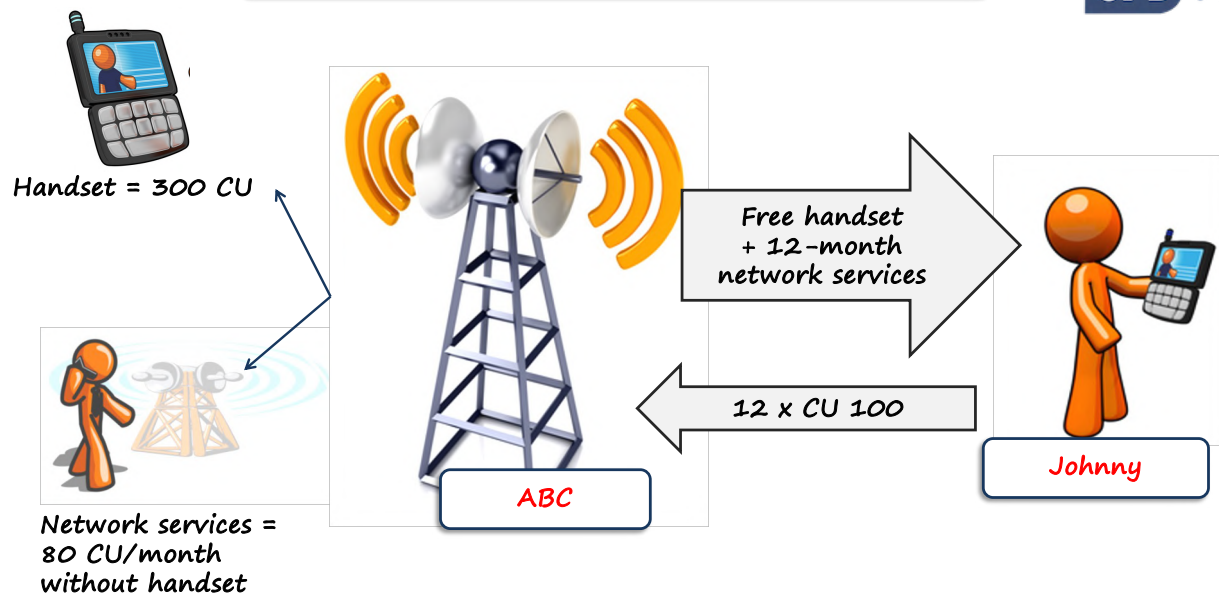 Handset = 300 CU
Free handset
+ 12-month
network services
12 x CU 100
Johnny
ABC
Network services =
80 CU/month
without handset